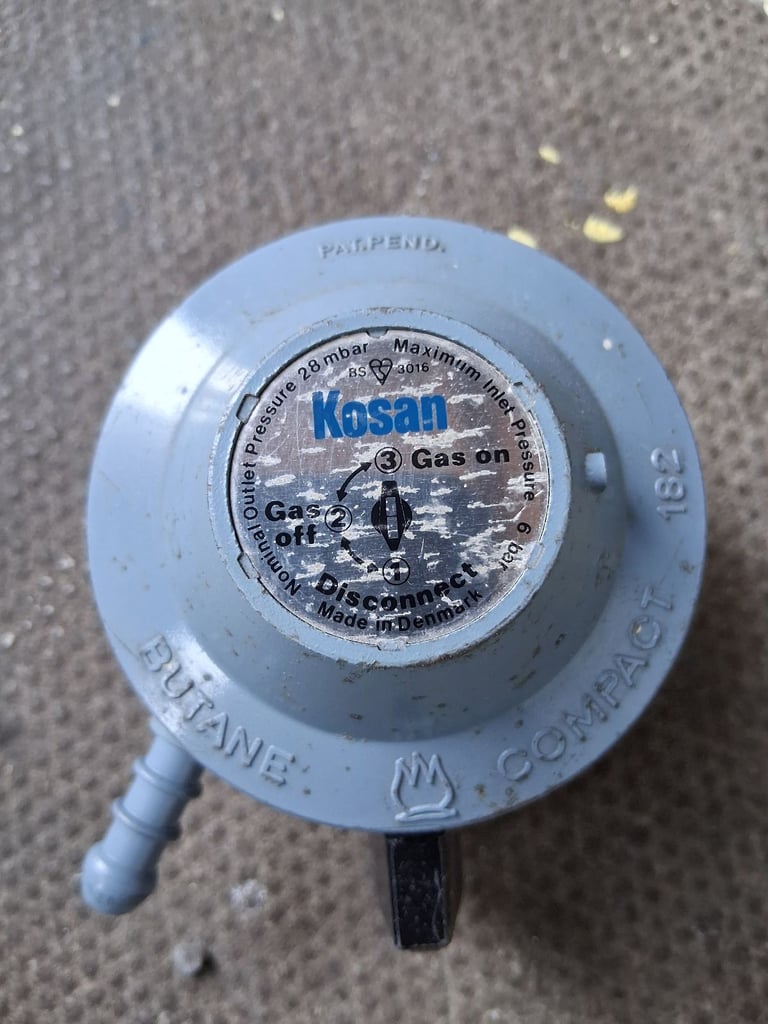 PAT.PEND.
Nominal Outlet Pressure 28 mbar
Maximum Inlet Pressure 6 bar
BS 3016
Kosan
3 Gas on
Gas 2
off
1
Disconnect
Made in Denmark
182
BUTANE
COMPACT